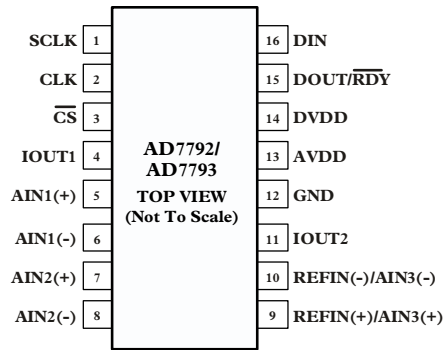 SCLK 1 16 DIN
CLK 2 15 DOUT/RDY
CS 3 14 DVDD
IOUT1 4 13 AVDD
AIN1(+) 5 12 GND
AIN1(-) 6 11 IOUT2
AIN2(+) 7 10 REFIN(-)/AIN3(-)
AIN2(-) 8 9 REFIN(+)/AIN3(+)
AD7792/
AD7793
TOP VIEW
(Not To Scale)